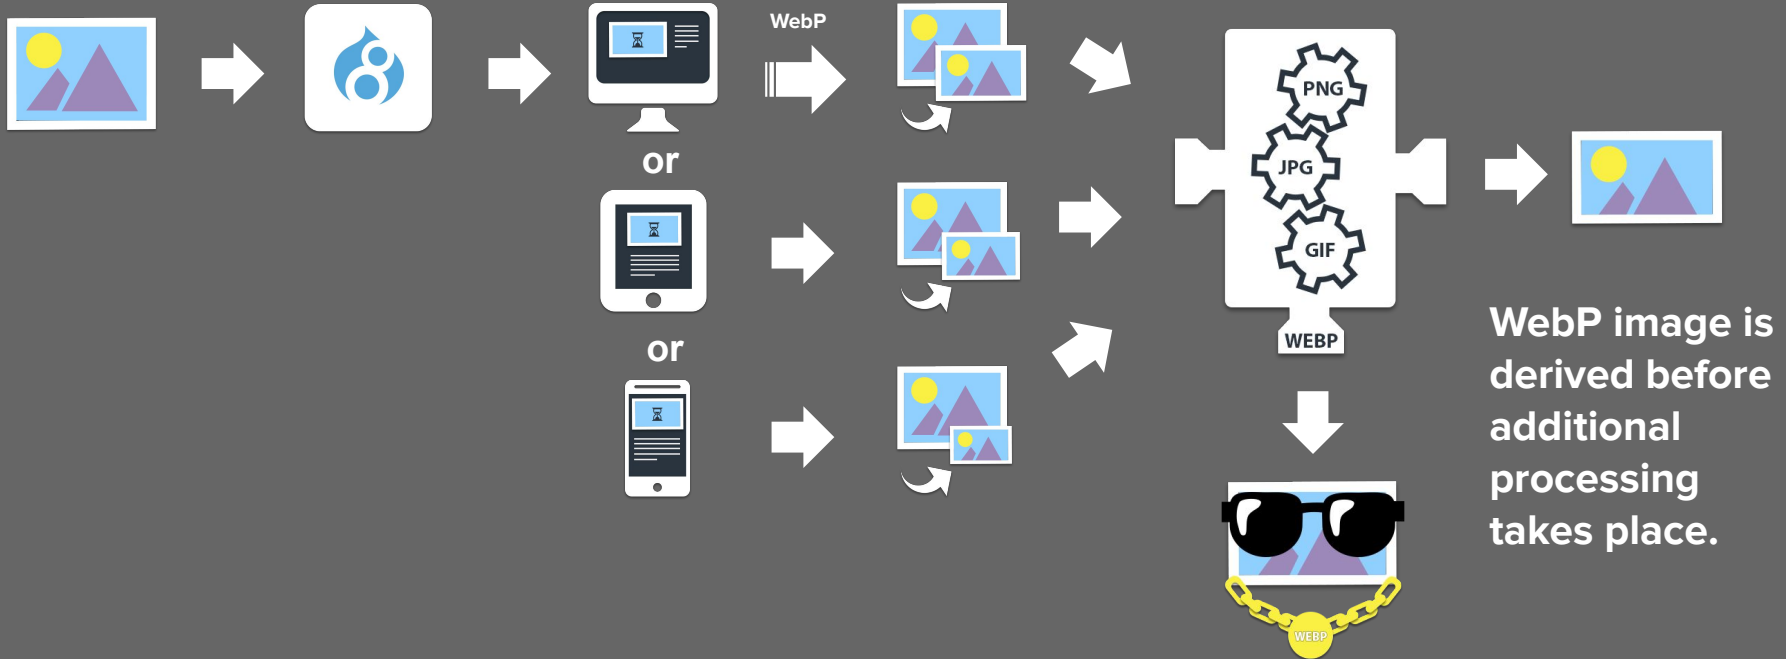 WebP
or
or
PNG
JPG
GIF
WEBP
WebP image is
derived before
additional
processing
takes place.
WEBP